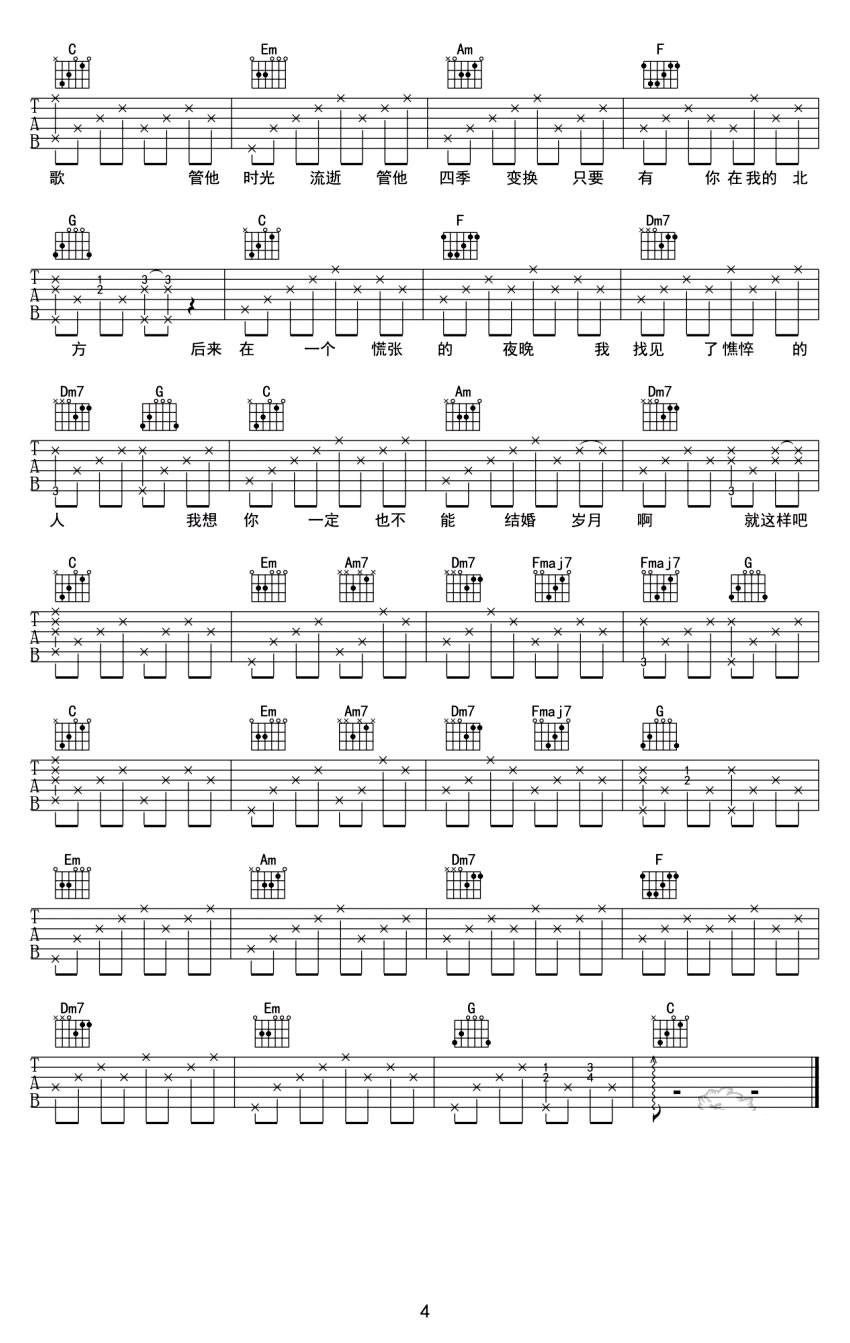 C Em Am F
歌 管他 时光 流逝 管他 四季 变换 只要 有 你 在 我的 北
G C F Dm7
1 3 3
2
方 后来 在 一个 慌张 的 夜晚 我 找见 了 憔悴 的
Dm7 G C Am Dm7
3 3
人 我想 你 一定 也不 能 结婚 岁月 啊 就这样吧
C Em Am7 Dm7 Fmaj7 Fmaj7 G
3
C Em Am7 Dm7 Fmaj7 G
1
2
Em Am Dm7 F
Dm7 Em G C
1 3
2 4
4